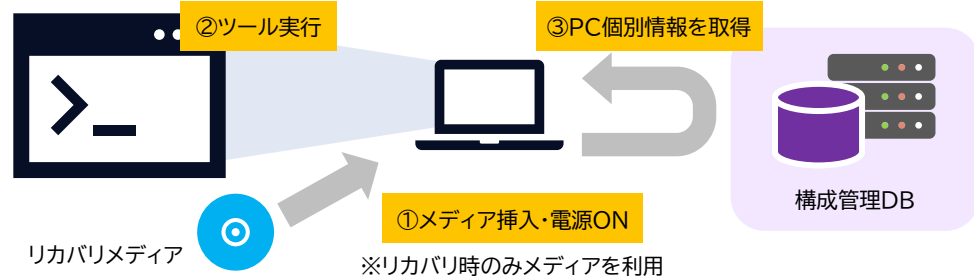 ②ツール実行
③PC個別情報を取得
>_
構成管理DB
①メディア挿入・電源ON
リカバリメディア
※リカバリ時のみメディアを利用